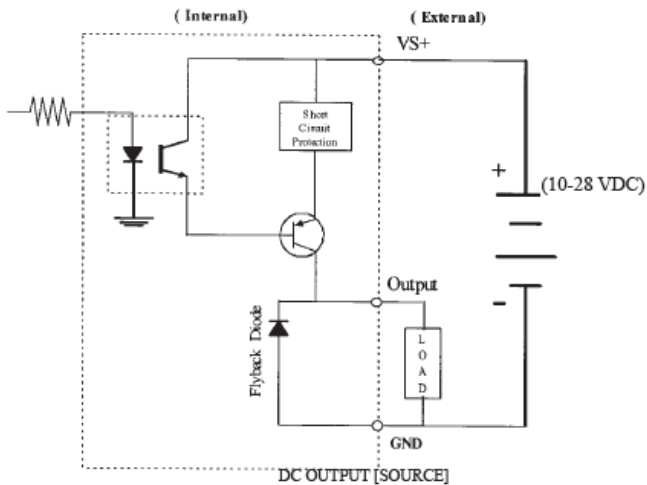 ( Internal)
( External)
VS+
Short
Circuit
Protection
+
(10-28 VDC)
Output
-
Flyback Diode
L
O
A
D
GND
DC OUTPUT [SOURCE]